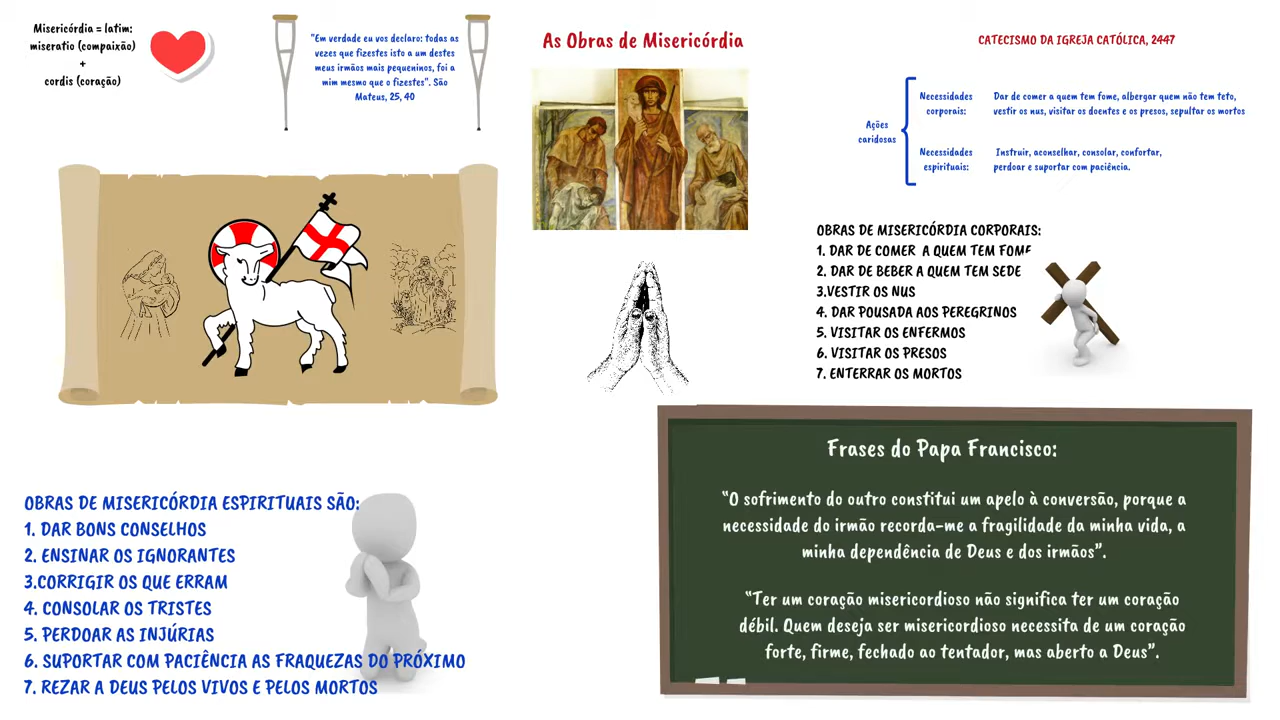 Misericórdia = latim:
miseratio (compaixão)
+
cordis (coração)
"Em verdade eu vos declaro: todas as
vezes que fizestes isto a um destes
meus irmãos mais pequeninos, foi a
mim mesmo que o fizestes". São
Mateus, 25, 40
As Obras de Misericórdia
CATECISMO DA IGREJA CATÓLICA, 2447
Ações
caridosas
Necessidades
corporais:
Dar de comer a quem tem fome, albergar quem não tem teto,
vestir os nus, visitar os doentes e os presos, sepultar os mortos
Necessidades
espirituais:
Instruir, aconselhar, consolar, confortar,
perdoar e suportar com paciência.
OBRAS DE MISERICÓRDIA CORPORAIS:
1. DAR DE COMER A QUEM TEM FOME
2. DAR DE BEBER A QUEM TEM SEDE
3.VESTIR OS NUS
4. DAR POUSADA AOS PEREGRINOS
5. VISITAR OS ENFERMOS
6. VISITAR OS PRESOS
7. ENTERRAR OS MORTOS
OBRAS DE MISERICÓRDIA ESPIRITUAIS SÃO:
1. DAR BONS CONSELHOS
2. ENSINAR OS IGNORANTES
3.CORRIGIR OS QUE ERRAM
4. CONSOLAR OS TRISTES
5. PERDOAR AS INJÚRIAS
6. SUPORTAR COM PACIÊNCIA AS FRAQUEZAS DO PRÓXIMO
7. REZAR A DEUS PELOS VIVOS E PELOS MORTOS
Frases do Papa Francisco:
"O sofrimento do outro constitui um apelo à conversão, porque a
necessidade do irmão recorda-me a fragilidade da minha vida, a
minha dependência de Deus e dos irmãos".
"Ter um coração misericordioso não significa ter um coração
débil. Quem deseja ser misericordioso necessita de um coração
forte, firme, fechado ao tentador, mas aberto a Deus".